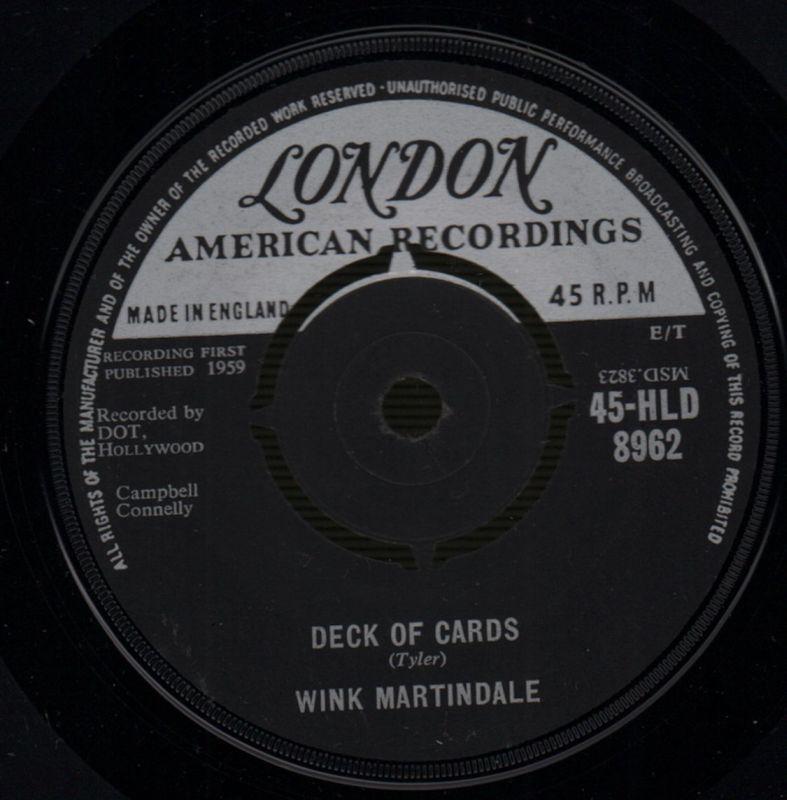 ALL RIGHTS OF THE MANUFACTURER AND OF THE OWNER OF THE RECORDED WORK RESERVED - UNAUTHORISED PUBLIC PERFORMANCE BROADCASTING AND COPYING OF THIS RECORD PROHIBITED
LONDON
AMERICAN RECORDINGS
MADE IN ENGLAND
45 R.P.M
E/T
RECORDING FIRST
PUBLISHED 1959
MSD.3823
45-HLD
8962
Recorded by
DOT,
HOLLYWOOD
Campbell
Connelly
DECK OF CARDS
(Tyler)
WINK MARTINDALE